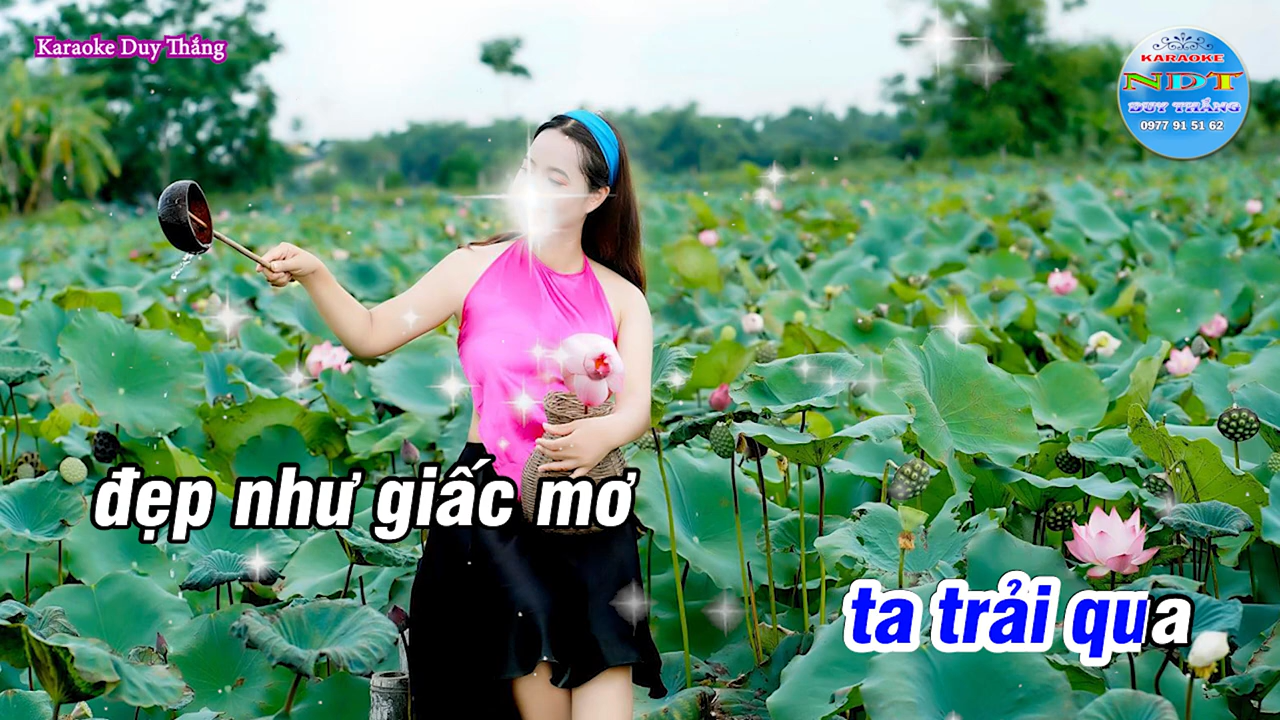 Karaoke Duy Thắng
KARAOKE
NDT
DUY THẮNG
0977 91 51 62
đẹp như giấc mơ
ta trải qua